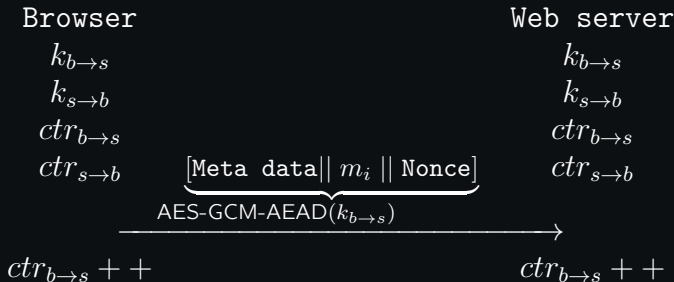 Browser Web server
k_{b→s} k_{b→s}
k_{s→b} k_{s→b}
ctr_{b→s} ctr_{b→s}
ctr_{s→b} [Meta data|| m_i || Nonce] ctr_{s→b}
AES-GCM-AEAD(k_{b→s})
ctr_{b→s} + + ctr_{b→s} + +